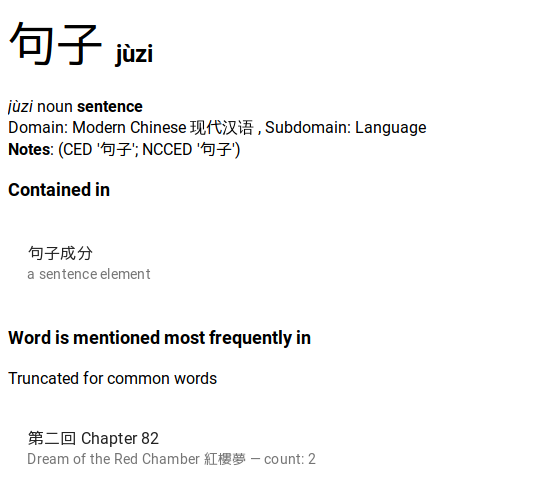 句子 jùzi
jùzi noun sentence
Domain: Modern Chinese 现代汉语 , Subdomain: Language
Notes: (CED '句子'; NCCED '句子')
Contained in
句子成分
a sentence element
Word is mentioned most frequently in
Truncated for common words
第二回 Chapter 82
Dream of the Red Chamber 紅樓夢 — count: 2